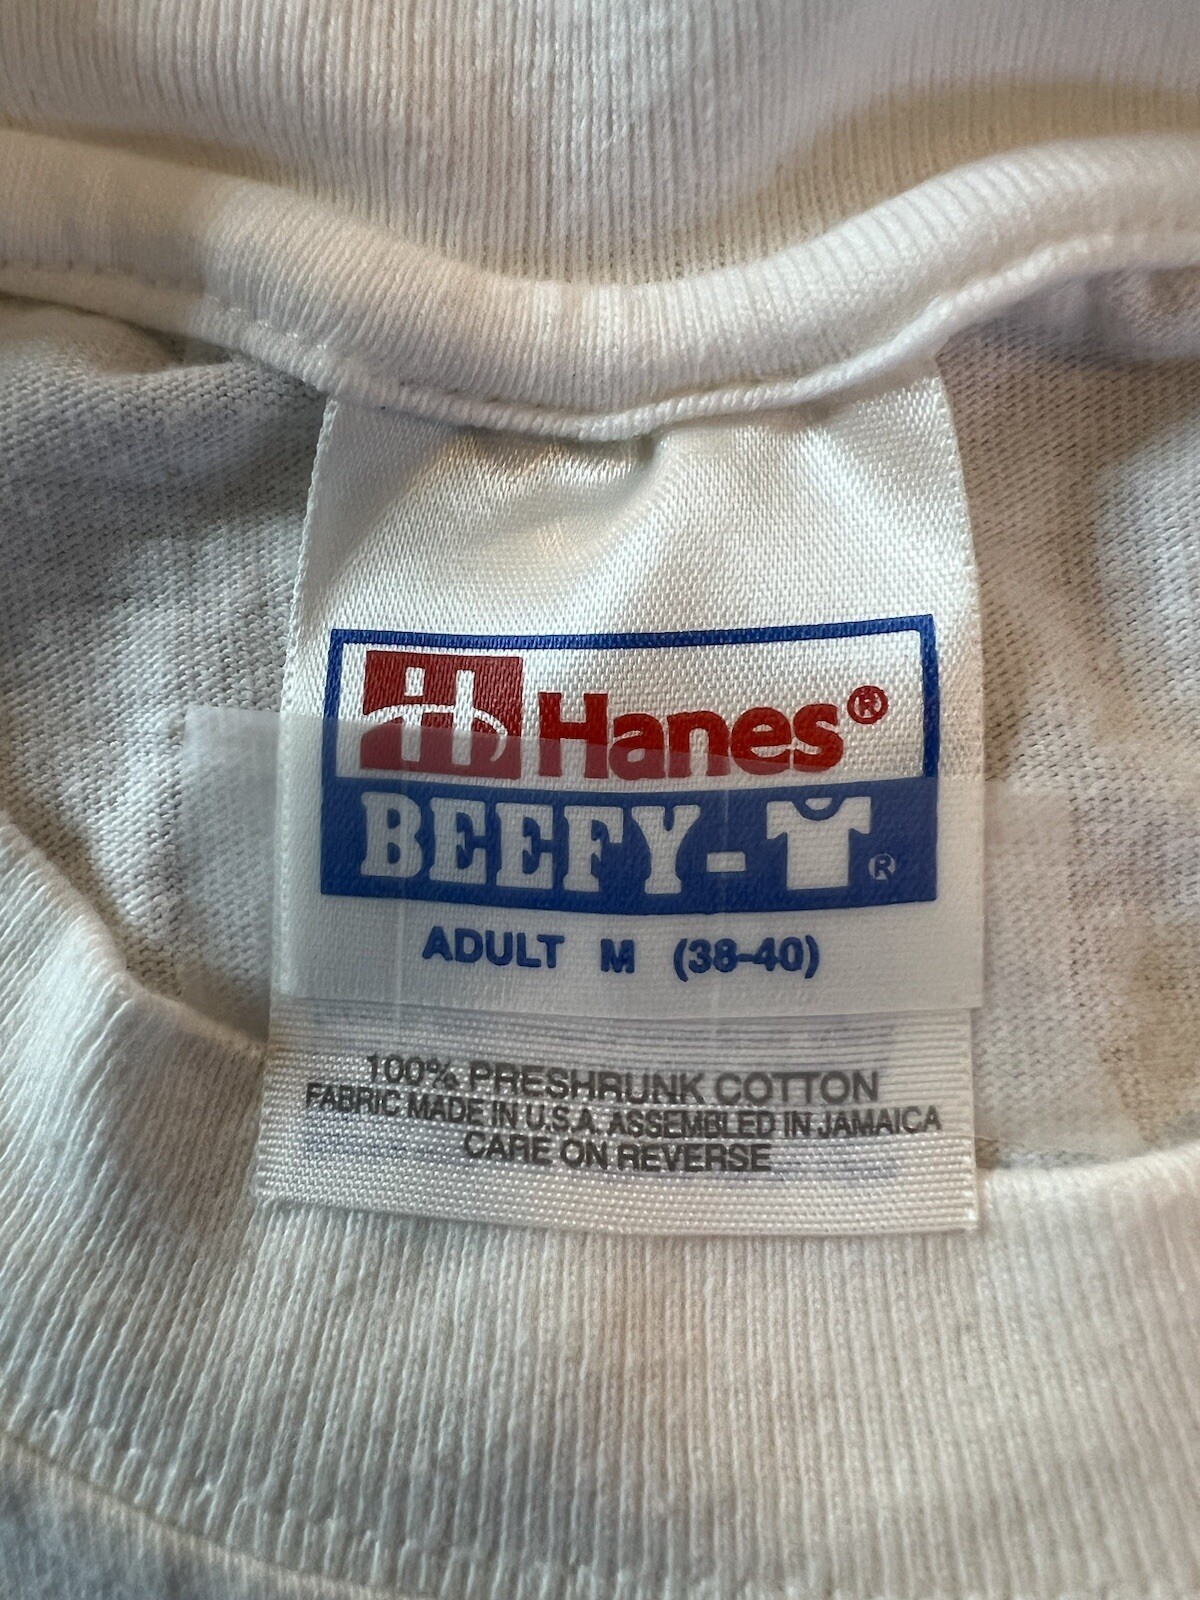 Hanes®
BEEFY-T®
ADULT M (38-40)
100% PRESHRUNK COTTON
FABRIC MADE IN U.S.A. ASSEMBLED IN JAMAICA
CARE ON REVERSE